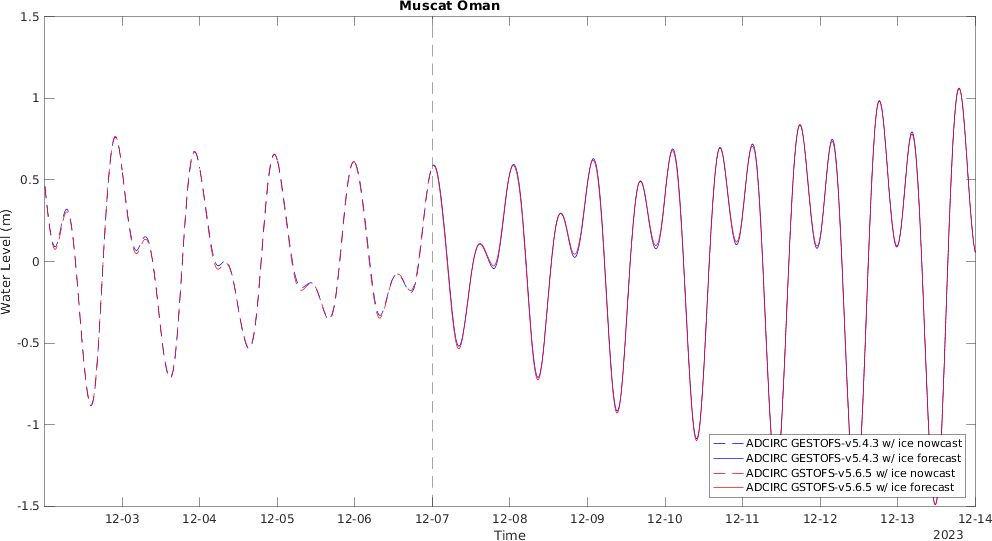 Muscat Oman
1.5
1
0.5
0
-0.5
-1
-1.5
Water Level (m)
ADCIRC GESTOFS-v5.4.3 w/ ice nowcast
ADCIRC GESTOFS-v5.4.3 w/ ice forecast
ADCIRC GSTOFS-v5.6.5 w/ ice nowcast
ADCIRC GSTOFS-v5.6.5 w/ ice forecast
12-03 12-04 12-05 12-06 12-07 12-08 12-09 12-10 12-11 12-12 12-13 12-14
Time 2023